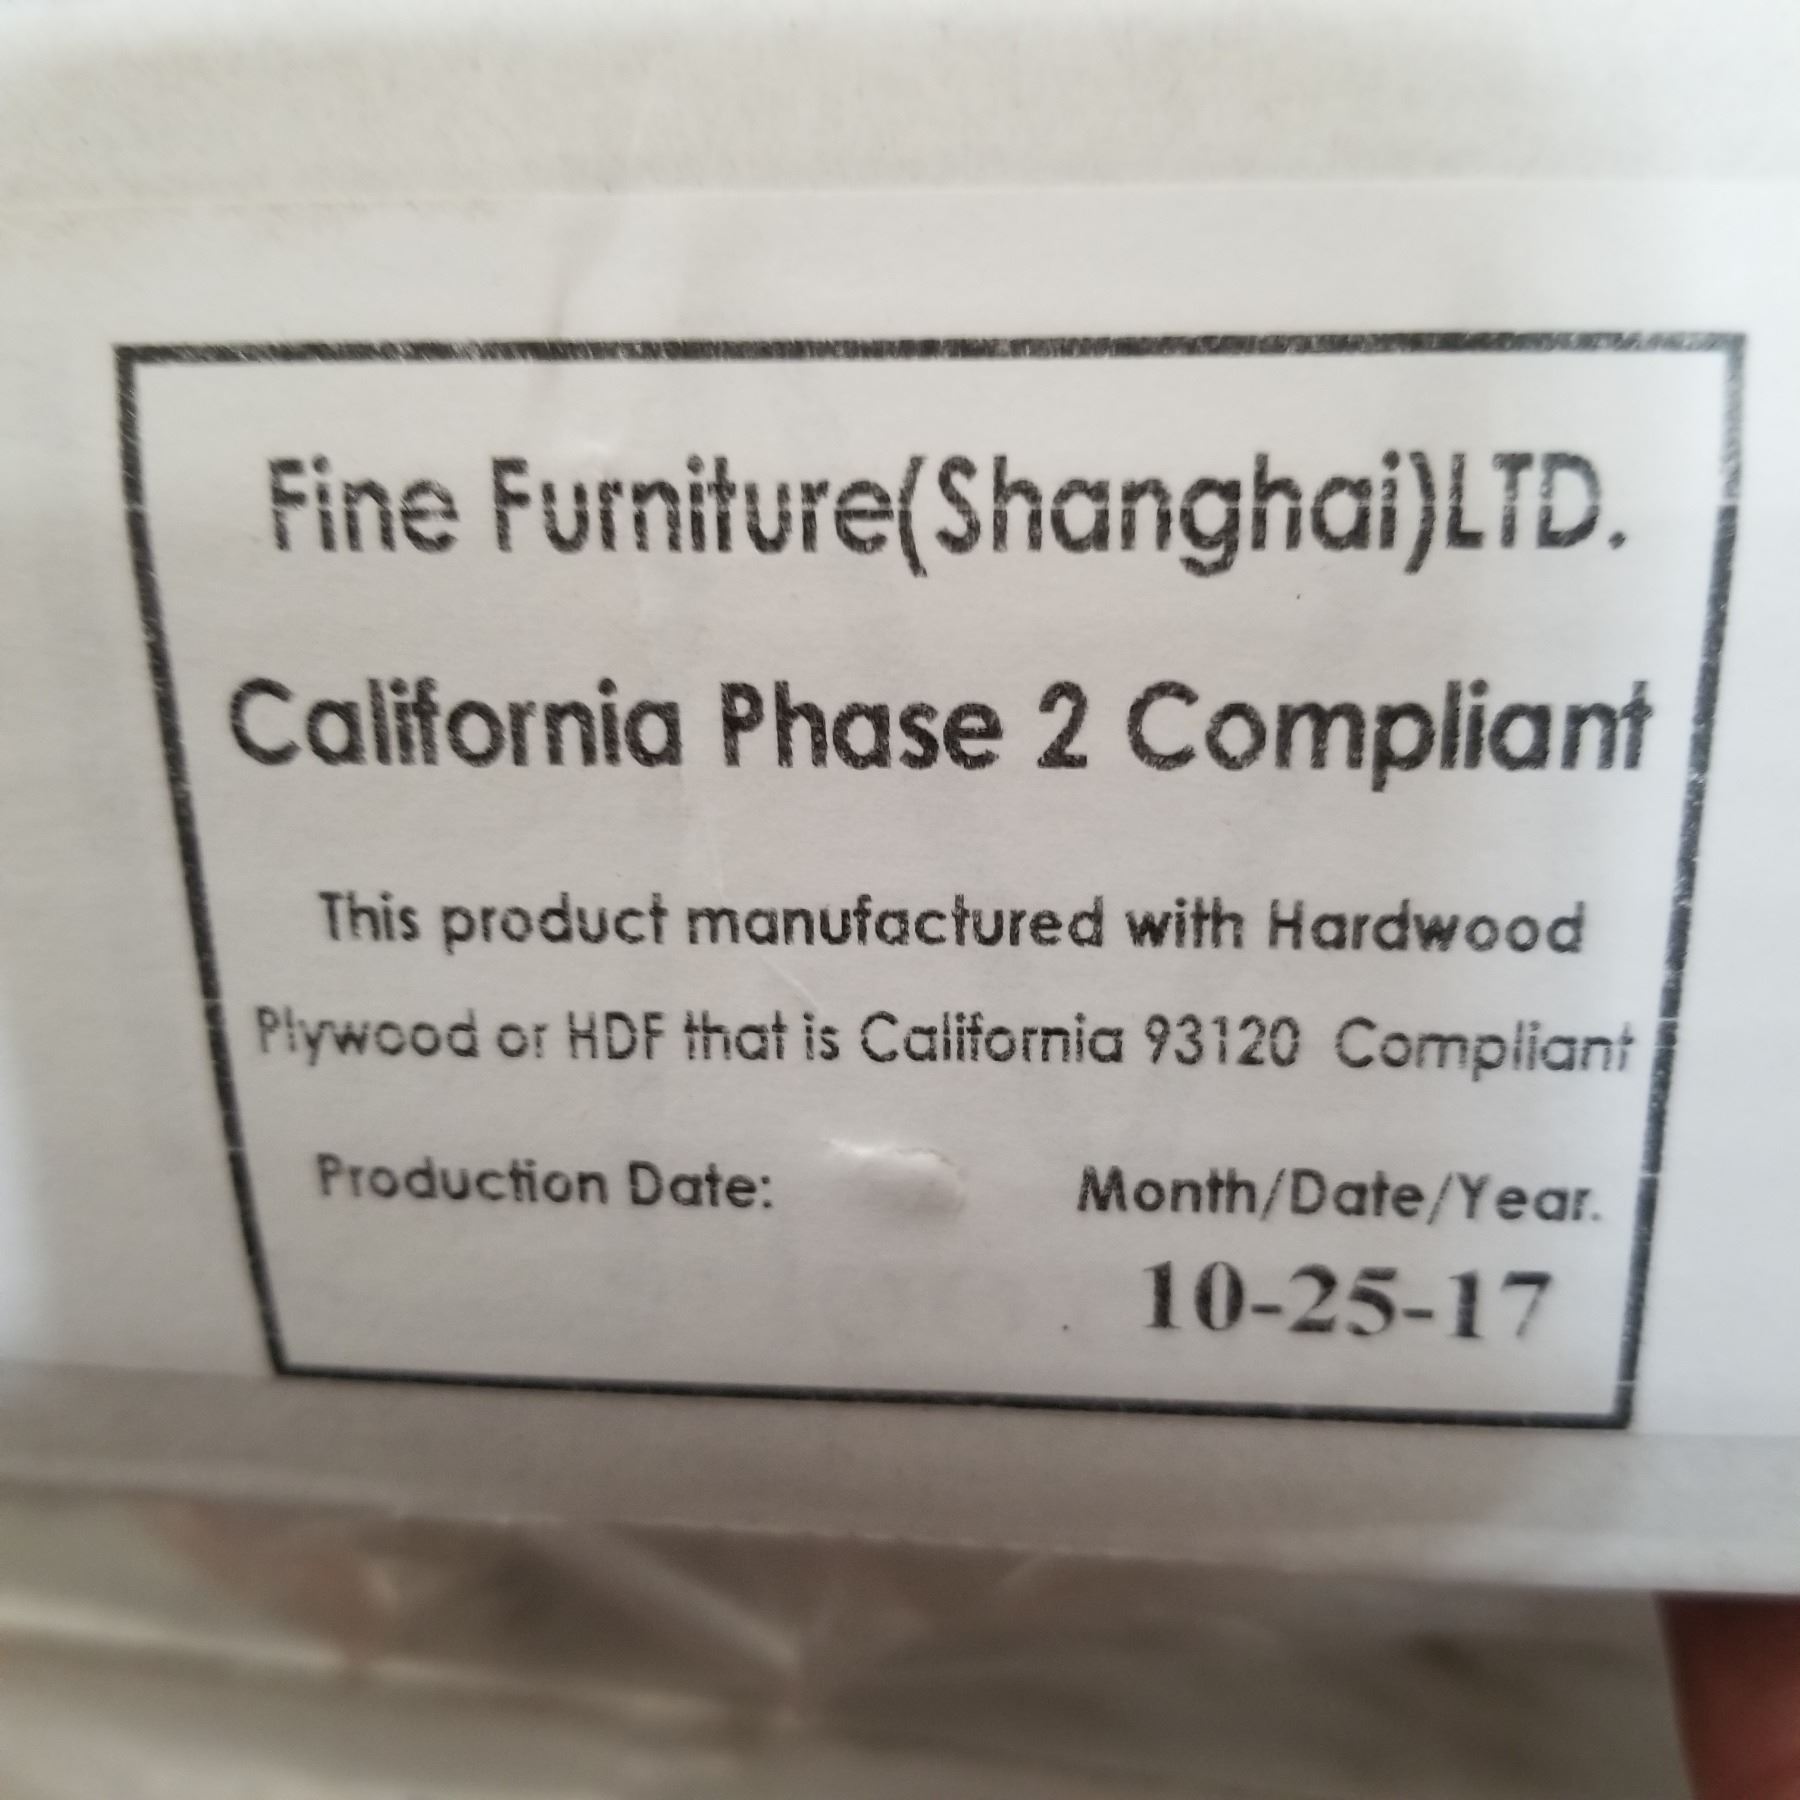 Fine Furniture(Shanghai)LTD.
California Phase 2 Compliant
This product manufactured with Hardwood
Plywood or HDF that is California 93120 Compliant
Production Date: Month/Date/Year.
10-25-17